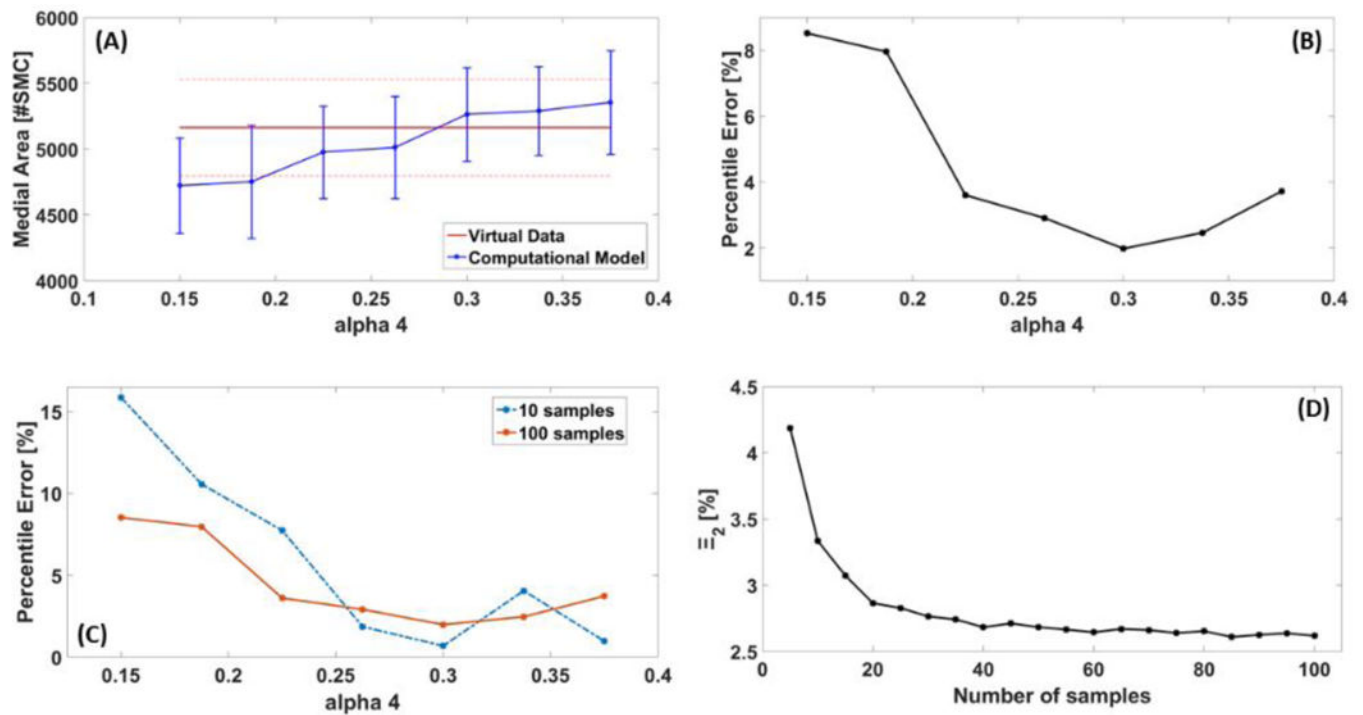 (A)
Medial Area [#SMC]
6000
5500
5000
4500
4000
0.1
0.15
0.2
0.25
0.3
0.35
0.4
alpha 4
Virtual Data
Computational Model
(B)
Percentile Error [%]
8
6
4
2
0.15
0.2
0.25
0.3
0.35
0.4
alpha 4
(C)
Percentile Error [%]
15
10
5
0
0.15
0.2
0.25
0.3
0.35
0.4
alpha 4
10 samples
100 samples
(D)
Ξ2 [%]
4.5
4
3.5
3
2.5
0
20
40
60
80
100
Number of samples